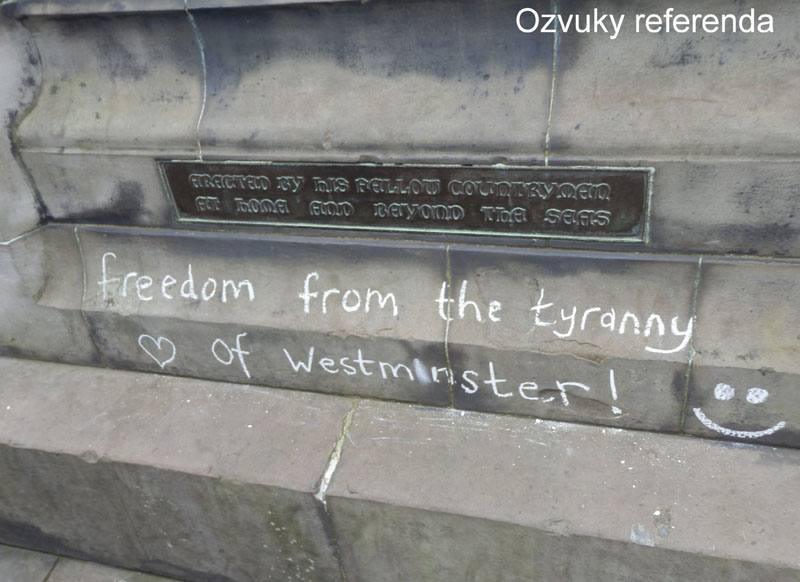 Ozvuky referenda
ERECTED BY HIS FELLOW COUNTRYMEN
AT HOME AND BEYOND THE SEAS
freedom from the tyranny
♡ of Westminster!